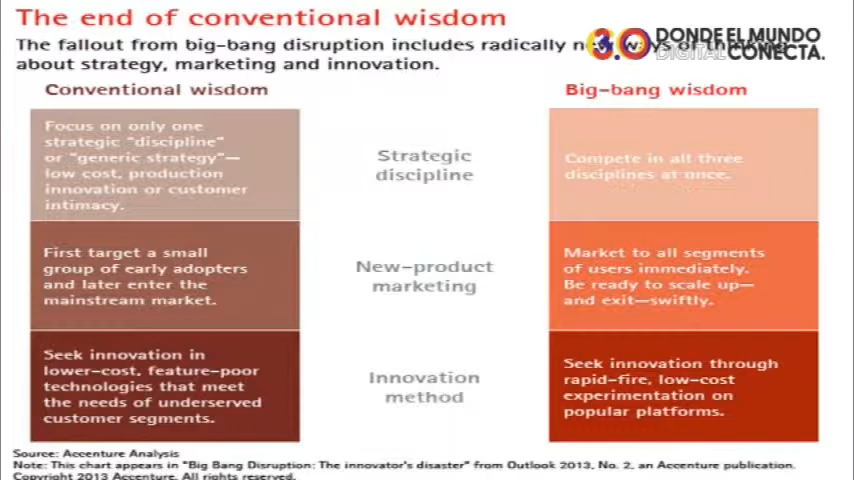 The end of conventional wisdom
The fallout from big-bang disruption includes radically new ways of thinking
about strategy, marketing and innovation.
3.0 DONDE EL MUNDO
DIGITAL CONECTA.
Conventional wisdom
Big-bang wisdom
Focus on only one
strategic "discipline"
or "generic strategy"—
low cost, production
innovation or customer
intimacy.
Strategic
discipline
Compete in all three
disciplines at once.
First target a small
group of early adopters
and later enter the
mainstream market.
New-product
marketing
Market to all segments
of users immediately.
Be ready to scale up—
and exit—swiftly.
Seek innovation in
lower-cost, feature-poor
technologies that meet
the needs of underserved
customer segments.
Innovation
method
Seek innovation through
rapid-fire, low-cost
experimentation on
popular platforms.
Source: Accenture Analysis
Note: This chart appears in "Big Bang Disruption: The innovator's disaster" from Outlook 2013, No. 2, an Accenture publication.
Copyright 2013 Accenture. All rights reserved.